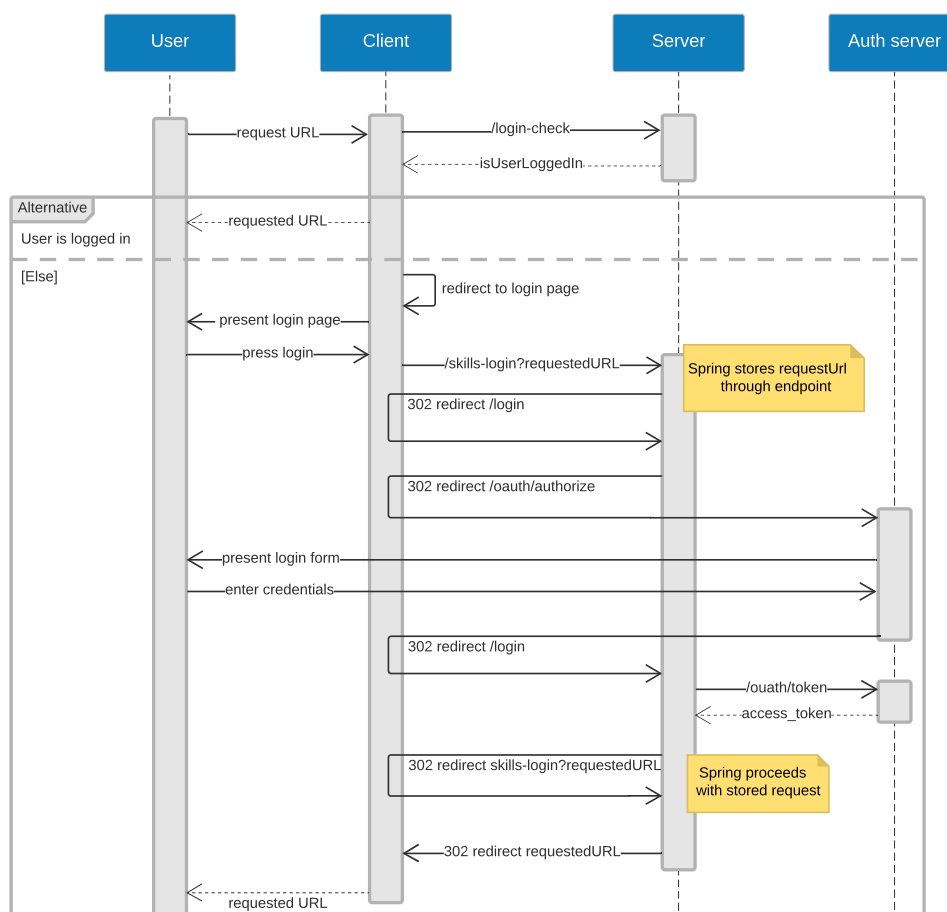 User
Client
Server
Auth server
request URL
/login-check
isUserLoggedIn
Alternative
requested URL
User is logged in
[Else]
redirect to login page
present login page
press login
/skills-login?requestedURL
Spring stores requestUrl
through endpoint
302 redirect /login
302 redirect /oauth/authorize
present login form
enter credentials
302 redirect /login
/ouath/token
access_token
302 redirect skills-login?requestedURL
Spring proceeds
with stored request
302 redirect requestedURL
requested URL